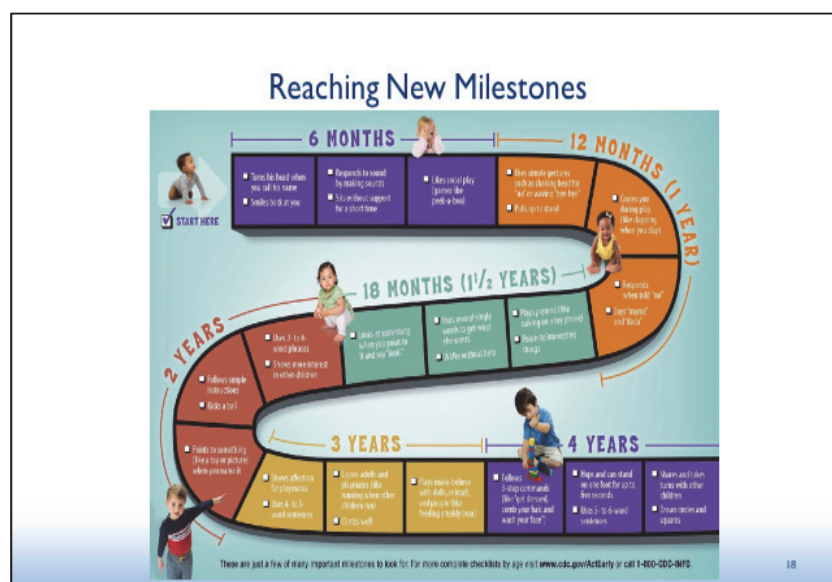 Reaching New Milestones
6 MONTHS
12 MONTHS (1 YEAR)
START HERE
Turns his head when
you call his name
Smiles back at you
Responds to sound
by making sounds
Sits without support
for a short time
Likes social play
(games like
peek-a-boo)
Uses simple gestures
such as shaking head for
"no" or waving "bye-bye"
Pulls up to stand
Copies you
during play
(like clapping
when you clap)
Responds
when told "no"
Says "mama"
and "dada"
18 MONTHS (1½ YEARS)
Plays pretend (like
talking on a toy phone)
Points to interesting
things
Uses several single
words to get what
she wants
Walks without help
Looks at something
when you point to
it and say "look!"
2 YEARS
Uses 2- to
word phrases
Shows more interest
in other children
Follows simple
instructions
Kicks a ball
Points to something
(like a toy or picture)
when you name it
3 YEARS
Shows affection
for playmates
Uses 4- to 5-
word sentences
Copies adults and
playmates (like
running when other
children run)
Climbs well
Plays make-believe
with dolls, animals,
and people (like
feeding a teddy bear)
4 YEARS
Follows
3-step commands
(like "get dressed,
comb your hair, and
wash your face")
Hops and can stand
on one foot for up to
five seconds
Uses 5- to 6-word
sentences
Shares and takes
turns with other
children
Draws circles and
squares
These are just a few of many important milestones to look for. For more complete checklists by age visit www.cdc.gov/ActEarly or call 1-800-CDC-INFO.
18